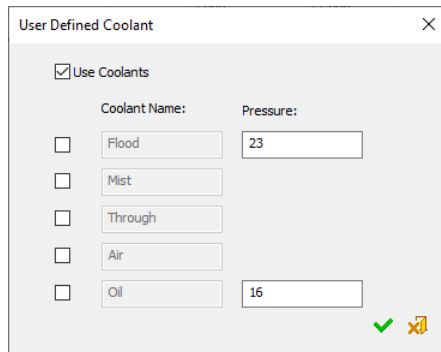 User Defined Coolant
Use Coolants
Coolant Name: Pressure:
Flood 23
Mist
Through
Air
Oil 16